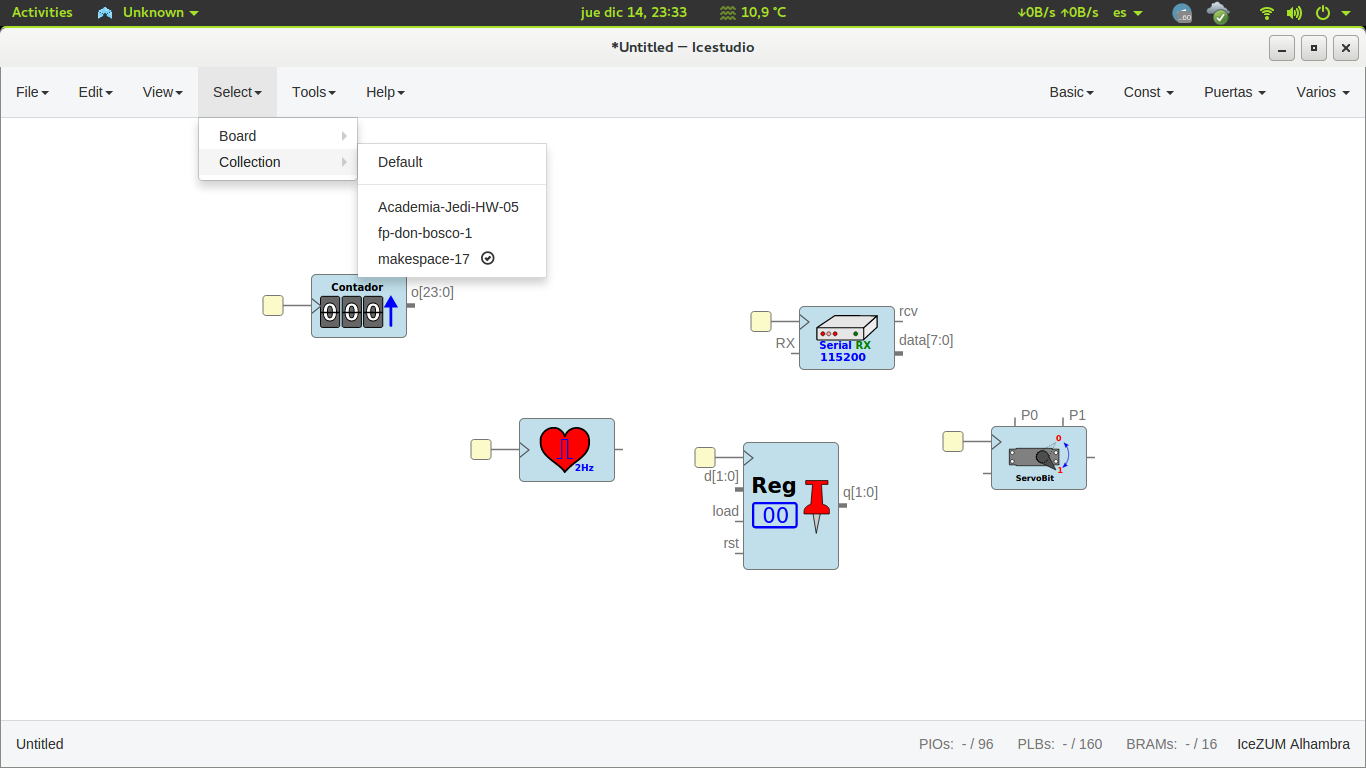 Activities Unknown jue dic 14, 23:33 10,9 °C ↓0B/s ↑0B/s es .60
*Untitled — Icestudio
File Edit View Select Tools Help Basic Const Puertas Varios
Board
Collection
Default
Academia-Jedi-HW-05
fp-don-bosco-1
makespace-17
Contador
000
o[23:0]
rcv
RX
data[7:0]
Serial RX
115200
2Hz
d[1:0]
load
rst
Reg
00
q[1:0]
P0 P1
0
1
ServoBit
Untitled PIOs: - / 96 PLBs: - / 160 BRAMs: - / 16 IceZUM Alhambra